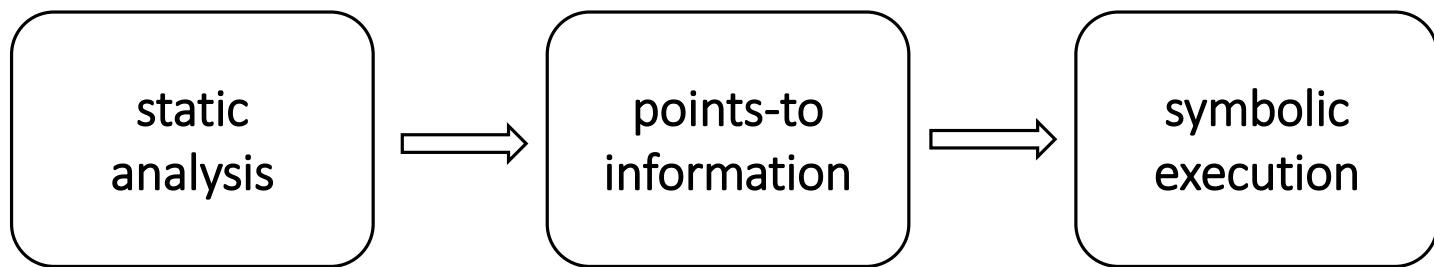 static
analysis
points-to
information
symbolic
execution